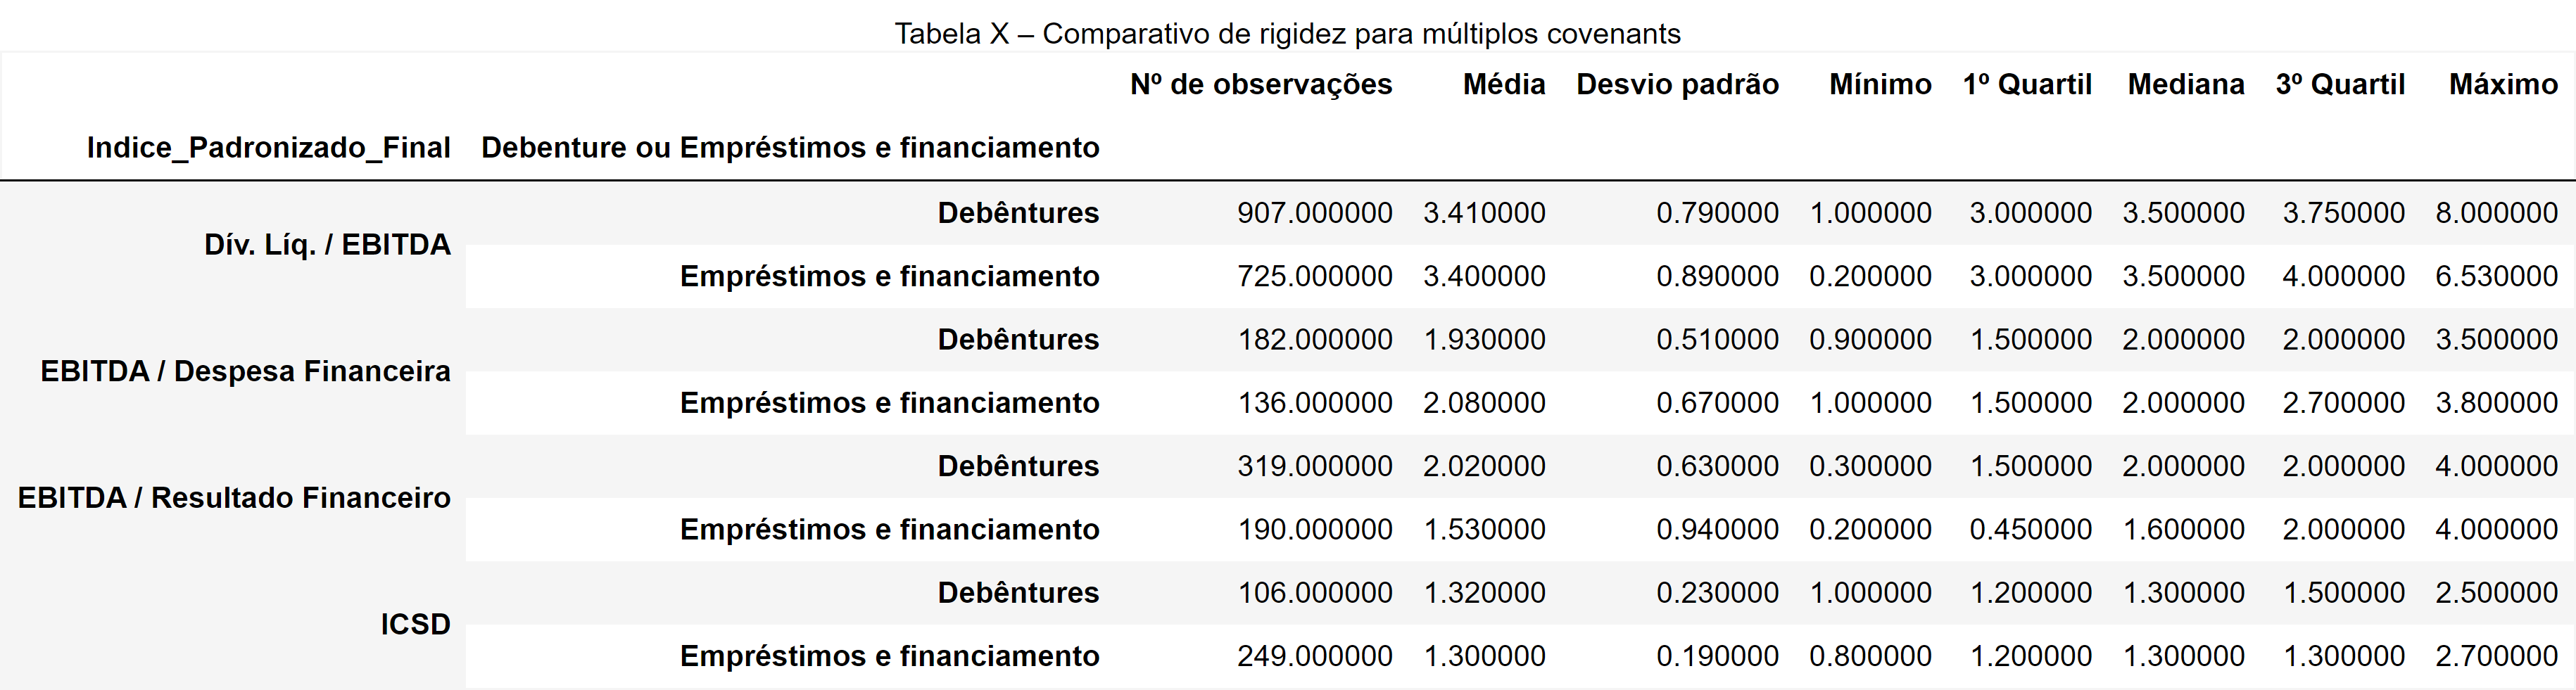 Tabela X – Comparativo de rigidez para múltiplos covenants
Nº de observações Média Desvio padrão Mínimo 1º Quartil Mediana 3º Quartil Máximo
Indice_Padronizado_Final Debenture ou Empréstimos e financiamento
Dív. Líq. / EBITDA Debêntures 907.000000 3.410000 0.790000 1.000000 3.000000 3.500000 3.750000 8.000000
Empréstimos e financiamento 725.000000 3.400000 0.890000 0.200000 3.000000 3.500000 4.000000 6.530000
EBITDA / Despesa Financeira Debêntures 182.000000 1.930000 0.510000 0.900000 1.500000 2.000000 2.000000 3.500000
Empréstimos e financiamento 136.000000 2.080000 0.670000 1.000000 1.500000 2.000000 2.700000 3.800000
EBITDA / Resultado Financeiro Debêntures 319.000000 2.020000 0.630000 0.300000 1.500000 2.000000 2.000000 4.000000
Empréstimos e financiamento 190.000000 1.530000 0.940000 0.200000 0.450000 1.600000 2.000000 4.000000
ICSD Debêntures 106.000000 1.320000 0.230000 1.000000 1.200000 1.300000 1.500000 2.500000
Empréstimos e financiamento 249.000000 1.300000 0.190000 0.800000 1.200000 1.300000 1.300000 2.700000